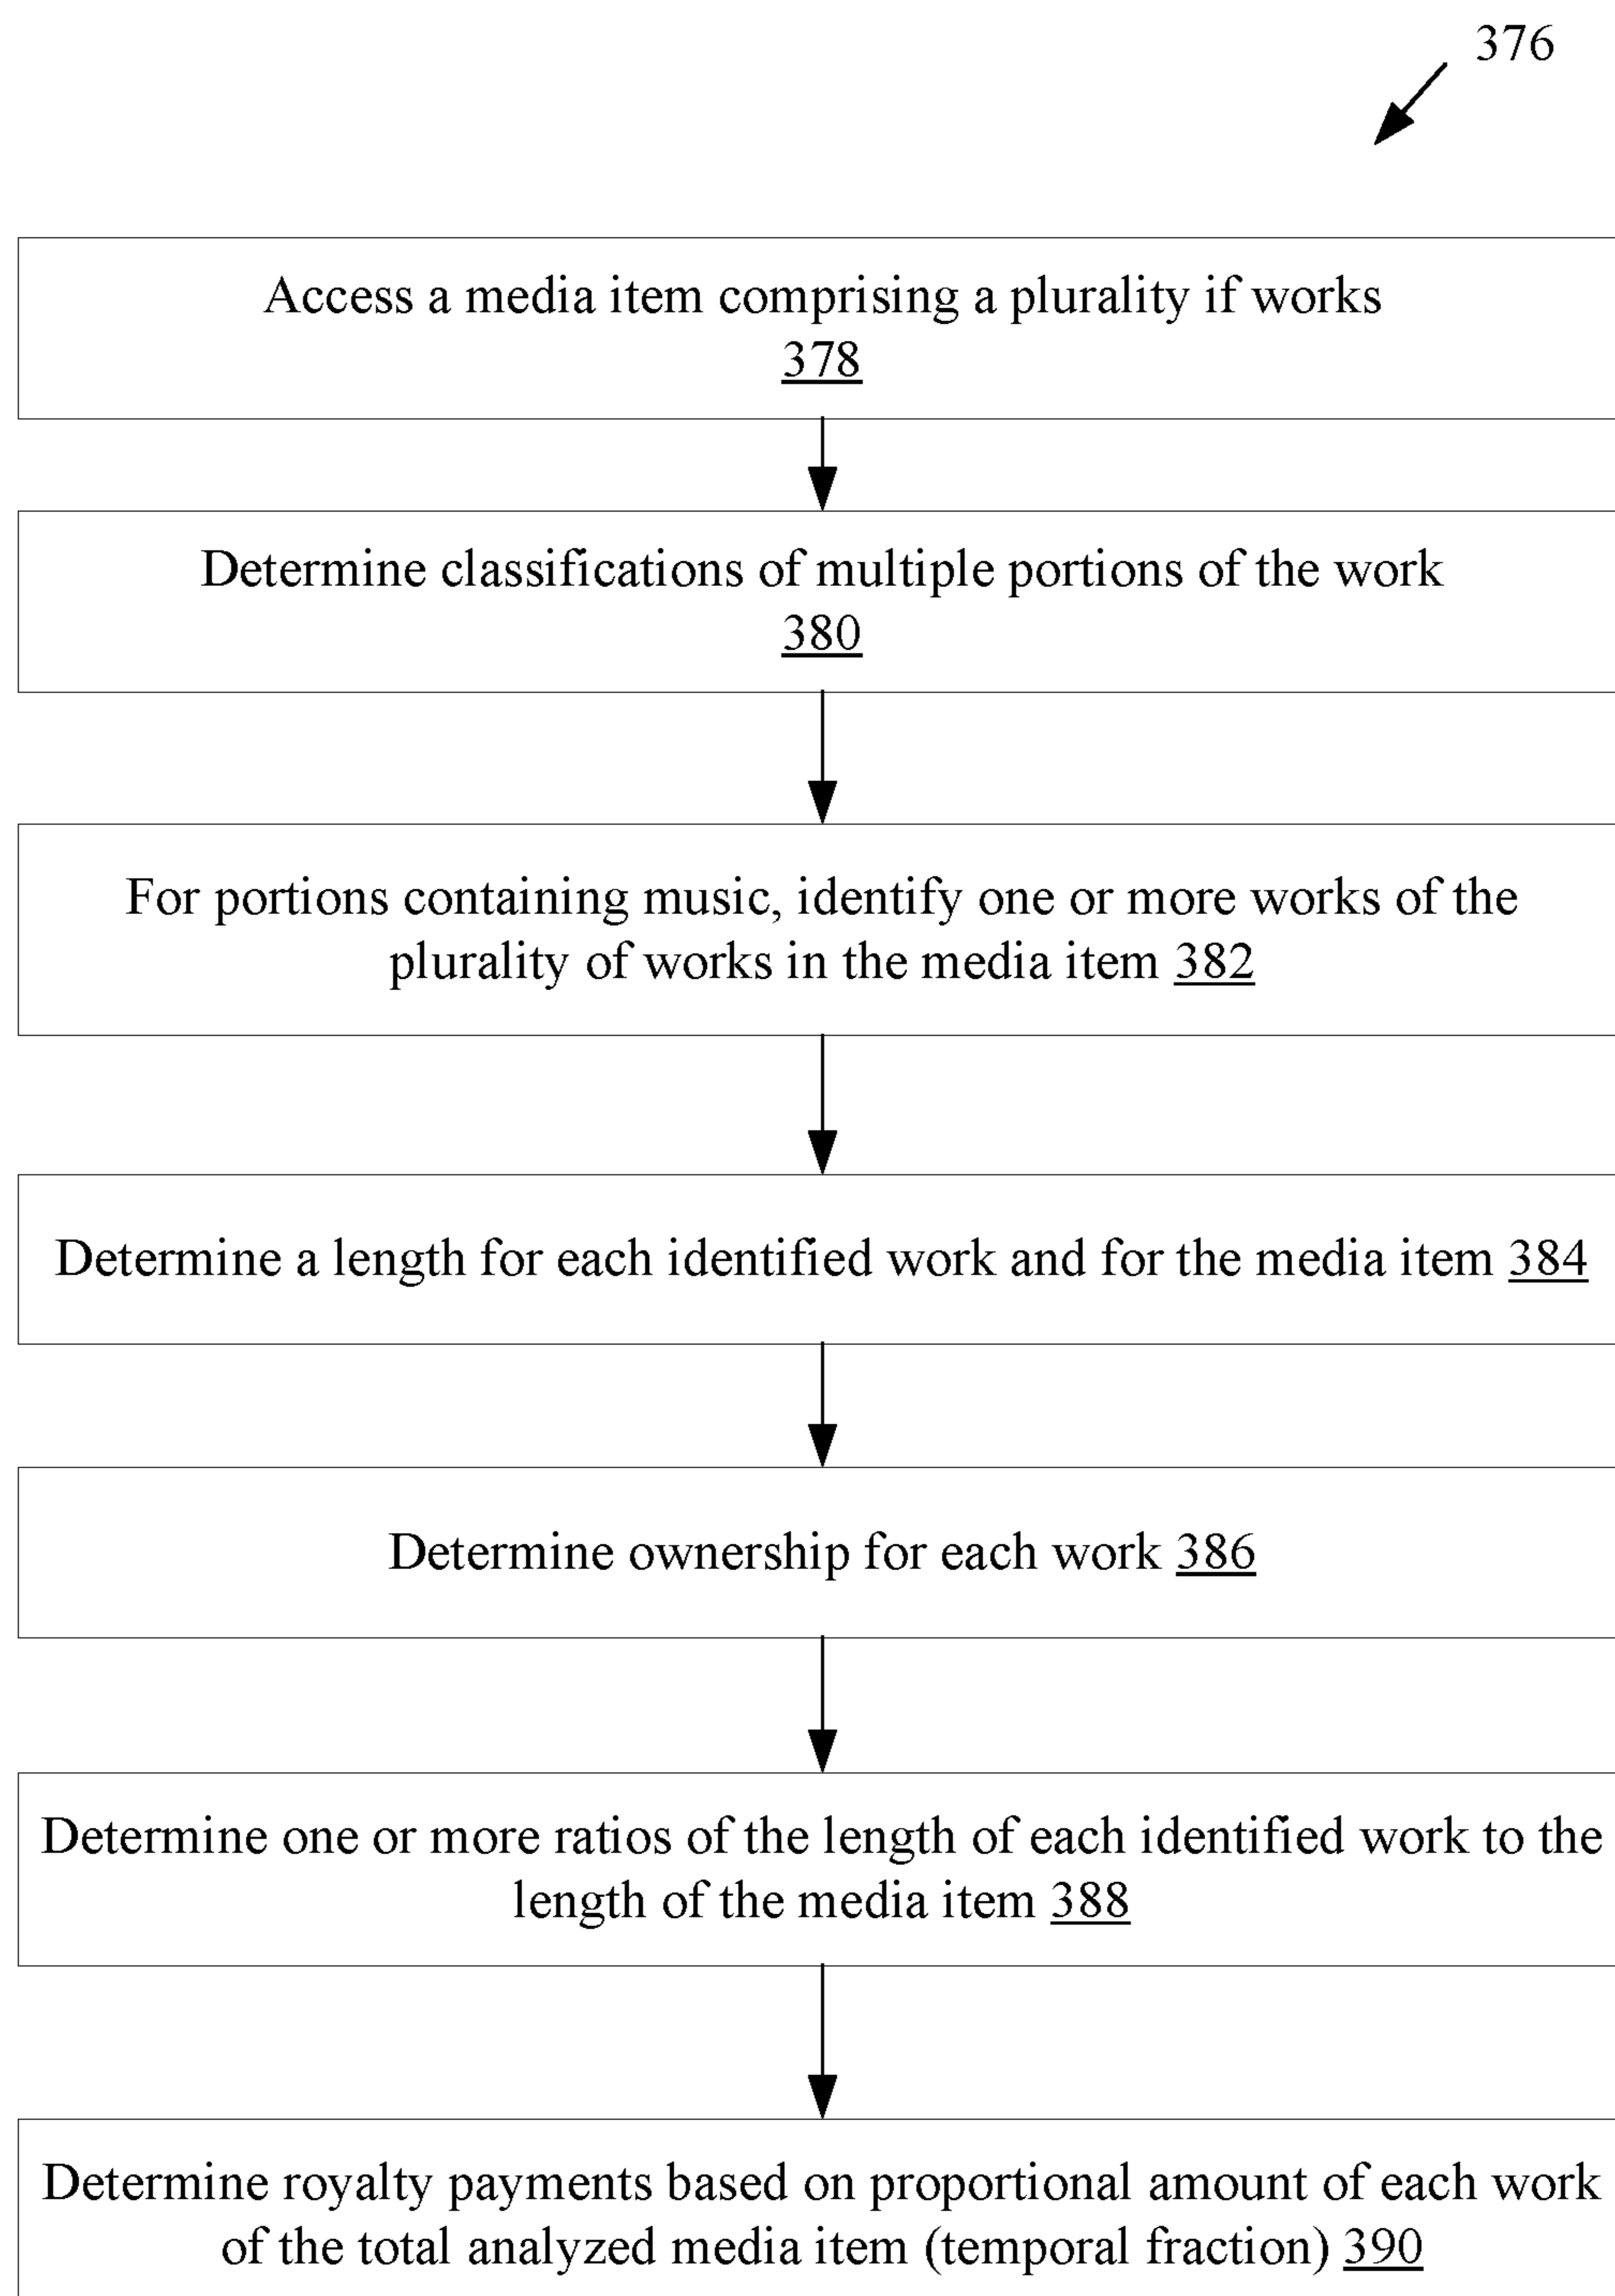 376
Access a media item comprising a plurality if works
378
Determine classifications of multiple portions of the work
380
For portions containing music, identify one or more works of the
plurality of works in the media item 382
Determine a length for each identified work and for the media item 384
Determine ownership for each work 386
Determine one or more ratios of the length of each identified work to the
length of the media item 388
Determine royalty payments based on proportional amount of each work
of the total analyzed media item (temporal fraction) 390